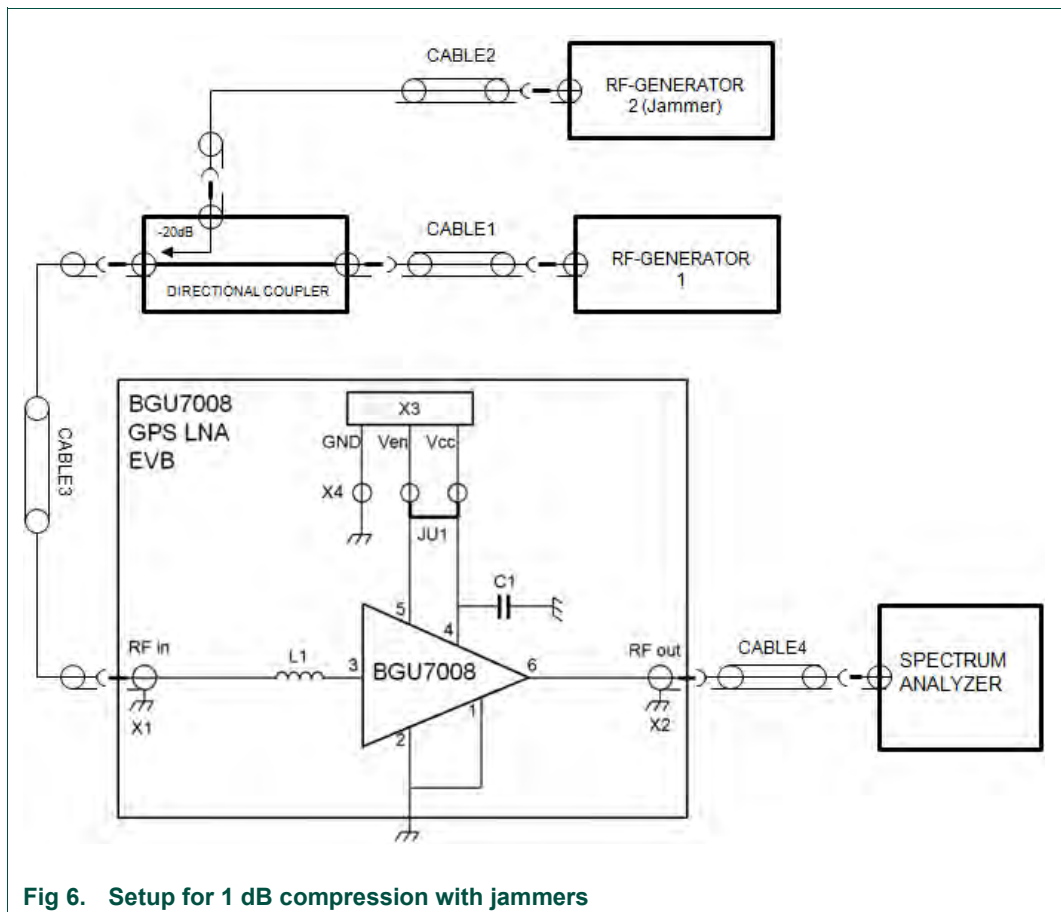 CABLE2
RF-GENERATOR
2 (Jammer)
-20dB
CABLE1
RF-GENERATOR
1
DIRECTIONAL COUPLER
BGU7008
GPS LNA
EVB
X3
GND Ven Vcc
CABLE3
X4
JU1
C1
5
4
RF in
L1
3
BGU7008
6
RF out
CABLE4
SPECTRUM
ANALYZER
1
X1
2
X2
Fig 6. Setup for 1 dB compression with jammers